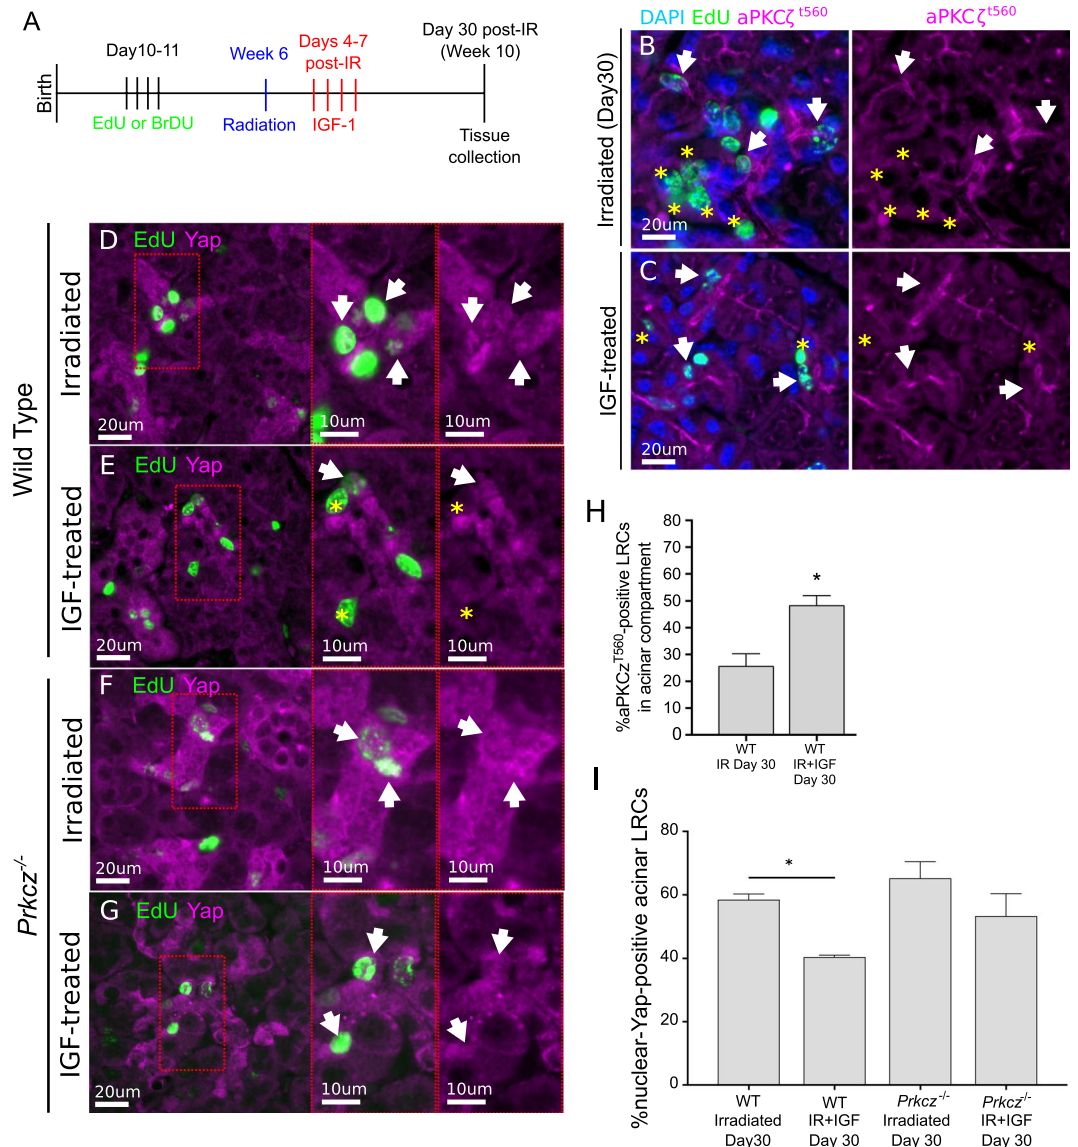 A
Day10-11
Week 6
Days 4-7
post-IR
Day 30 post-IR
(Week 10)
Birth
EdU or BrDU
Radiation
IGF-1
Tissue
collection
DAPI EdU aPKCζ t560
aPKCζ t560
Irradiated (Day30)
B
20um
IGF-treated
C
20um
Wild Type
Irradiated
D EdU Yap
20um
10um
10um
IGF-treated
E EdU Yap
20um
10um
10um
Prkcz -/-
Irradiated
F EdU Yap
20um
10um
10um
IGF-treated
G EdU Yap
20um
10um
10um
H
%aPKCz T560-positive LRCs
in acinar compartment
80
70
60
50
40
30
20
10
0
*
WT
IR Day 30
WT
IR+IGF
Day 30
I
%nuclear-Yap-positive acinar LRCs
80
60
40
20
0
*
WT
Irradiated
Day30
WT
IR+IGF
Day 30
Prkcz -/-
Irradiated
Day 30
Prkcz -/-
IR+IGF
Day 30